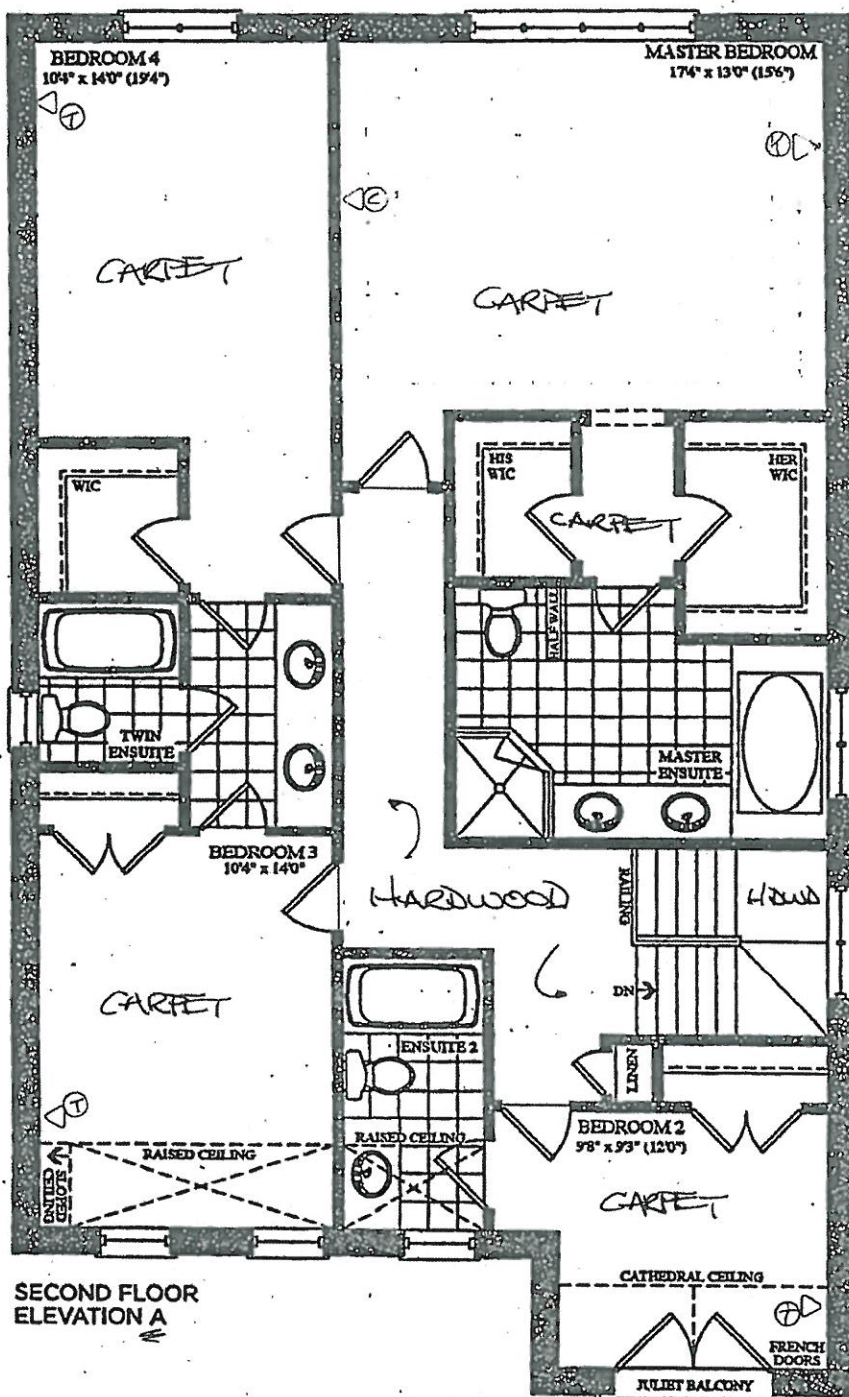 BEDROOM 4
10'4" x 14'0" (19'4")
MASTER BEDROOM
17'4" x 13'0" (15'6")
T
C
CARPET
CARPET
WIC
HIS
WIC
HER
WIC
CARPET
HALF WALL
TWIN
ENSUITE
MASTER
ENSUITE
BEDROOM 3
10'4" x 14'0"
HARDWOOD
RAILING
HDWD
CARPET
DN
ENSUITE 2
LINEN
T
BEDROOM 2
9'8" x 9'3" (12'0")
RAISED CEILING
RAISED CEILING
SLOPED
CEILING
CARPET
CATHEDRAL CEILING
T
FRENCH
DOORS
JULIET BALCONY
SECOND FLOOR
ELEVATION A